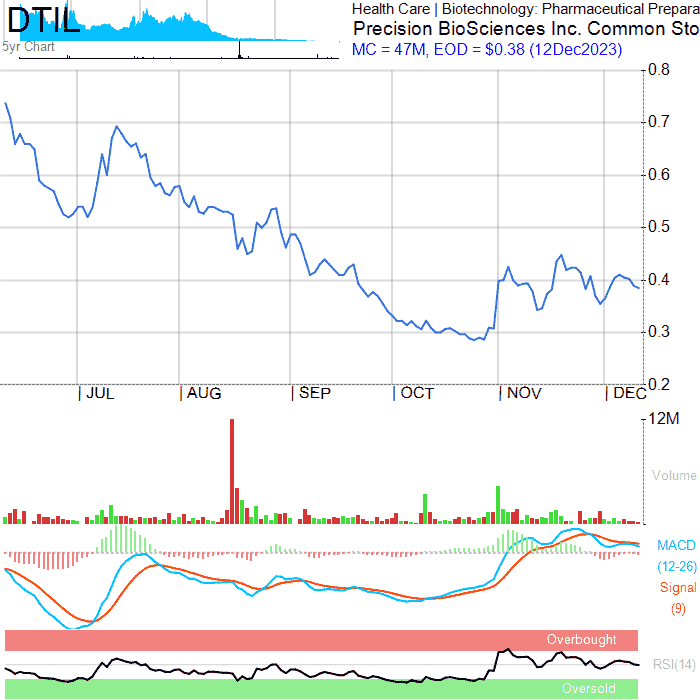 DTIL
5yr Chart
Health Care | Biotechnology: Pharmaceutical Prepara
Precision BioSciences Inc. Common Sto
MC = 47M, EOD = $0.38 (12Dec2023)
0.8
0.7
0.6
0.5
0.4
0.3
0.2
| JUL | AUG | SEP | OCT | NOV | DEC
12M
Volume
MACD
(12-26)
Signal
(9)
Overbought
RSI(14)
Oversold